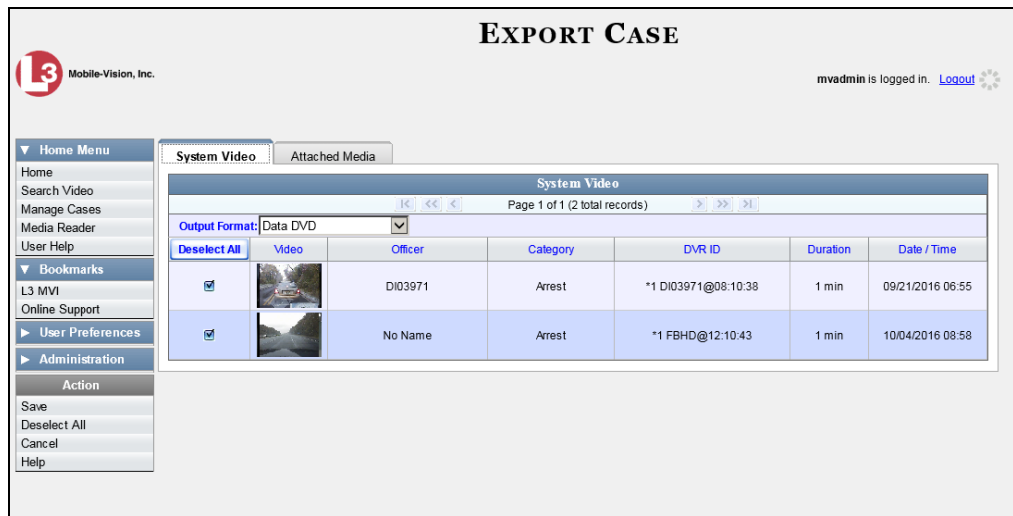 EXPORT CASE
L3 Mobile-Vision, Inc.
mvadmin is logged in. Logout
Home Menu
Home
Search Video
Manage Cases
Media Reader
User Help
Bookmarks
L3 MVI
Online Support
User Preferences
Administration
Action
Save
Deselect All
Cancel
Help
System Video Attached Media
System Video
|< << < Page 1 of 1 (2 total records) > >> >|
Output Format: Data DVD
Deselect All Video Officer Category DVR ID Duration Date / Time
DI03971 Arrest *1 DI03971@08:10:38 1 min 09/21/2016 06:55
No Name Arrest *1 FBHD@12:10:43 1 min 10/04/2016 08:58